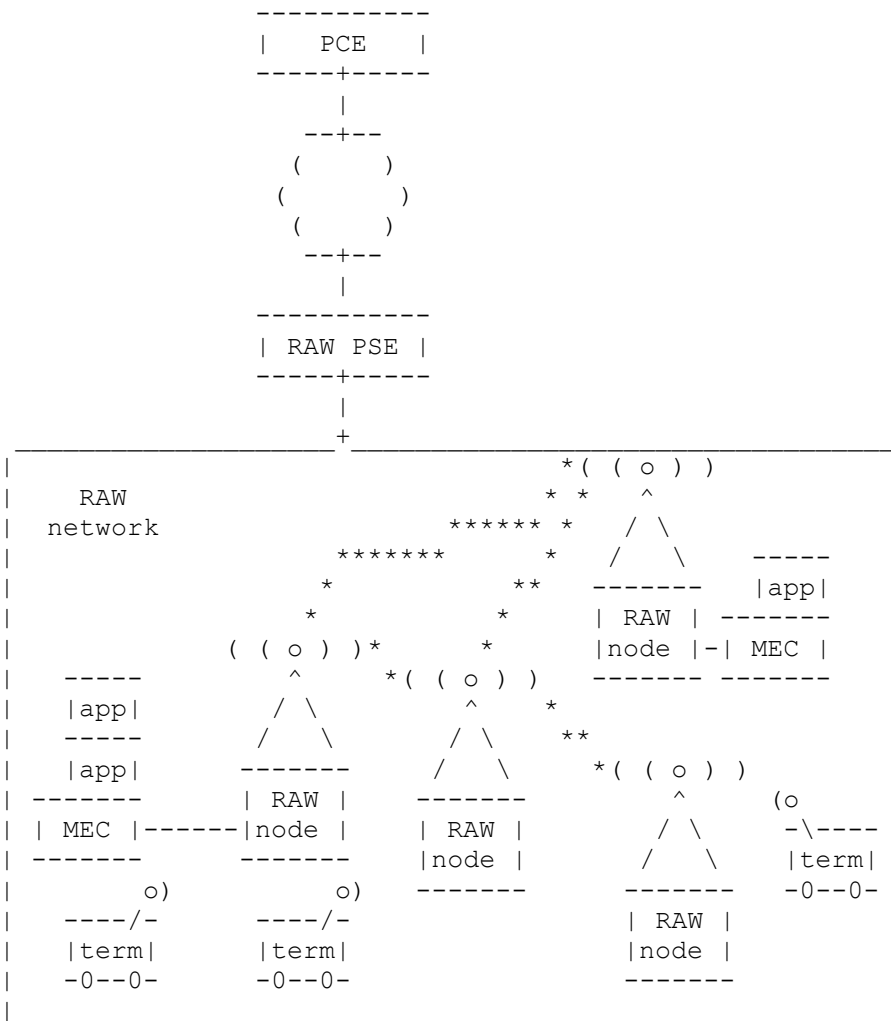 PCE
RAW PSE
RAW
network
app
RAW
node
MEC
app
app
MEC
RAW
node
RAW
node
term
term
term
RAW
node